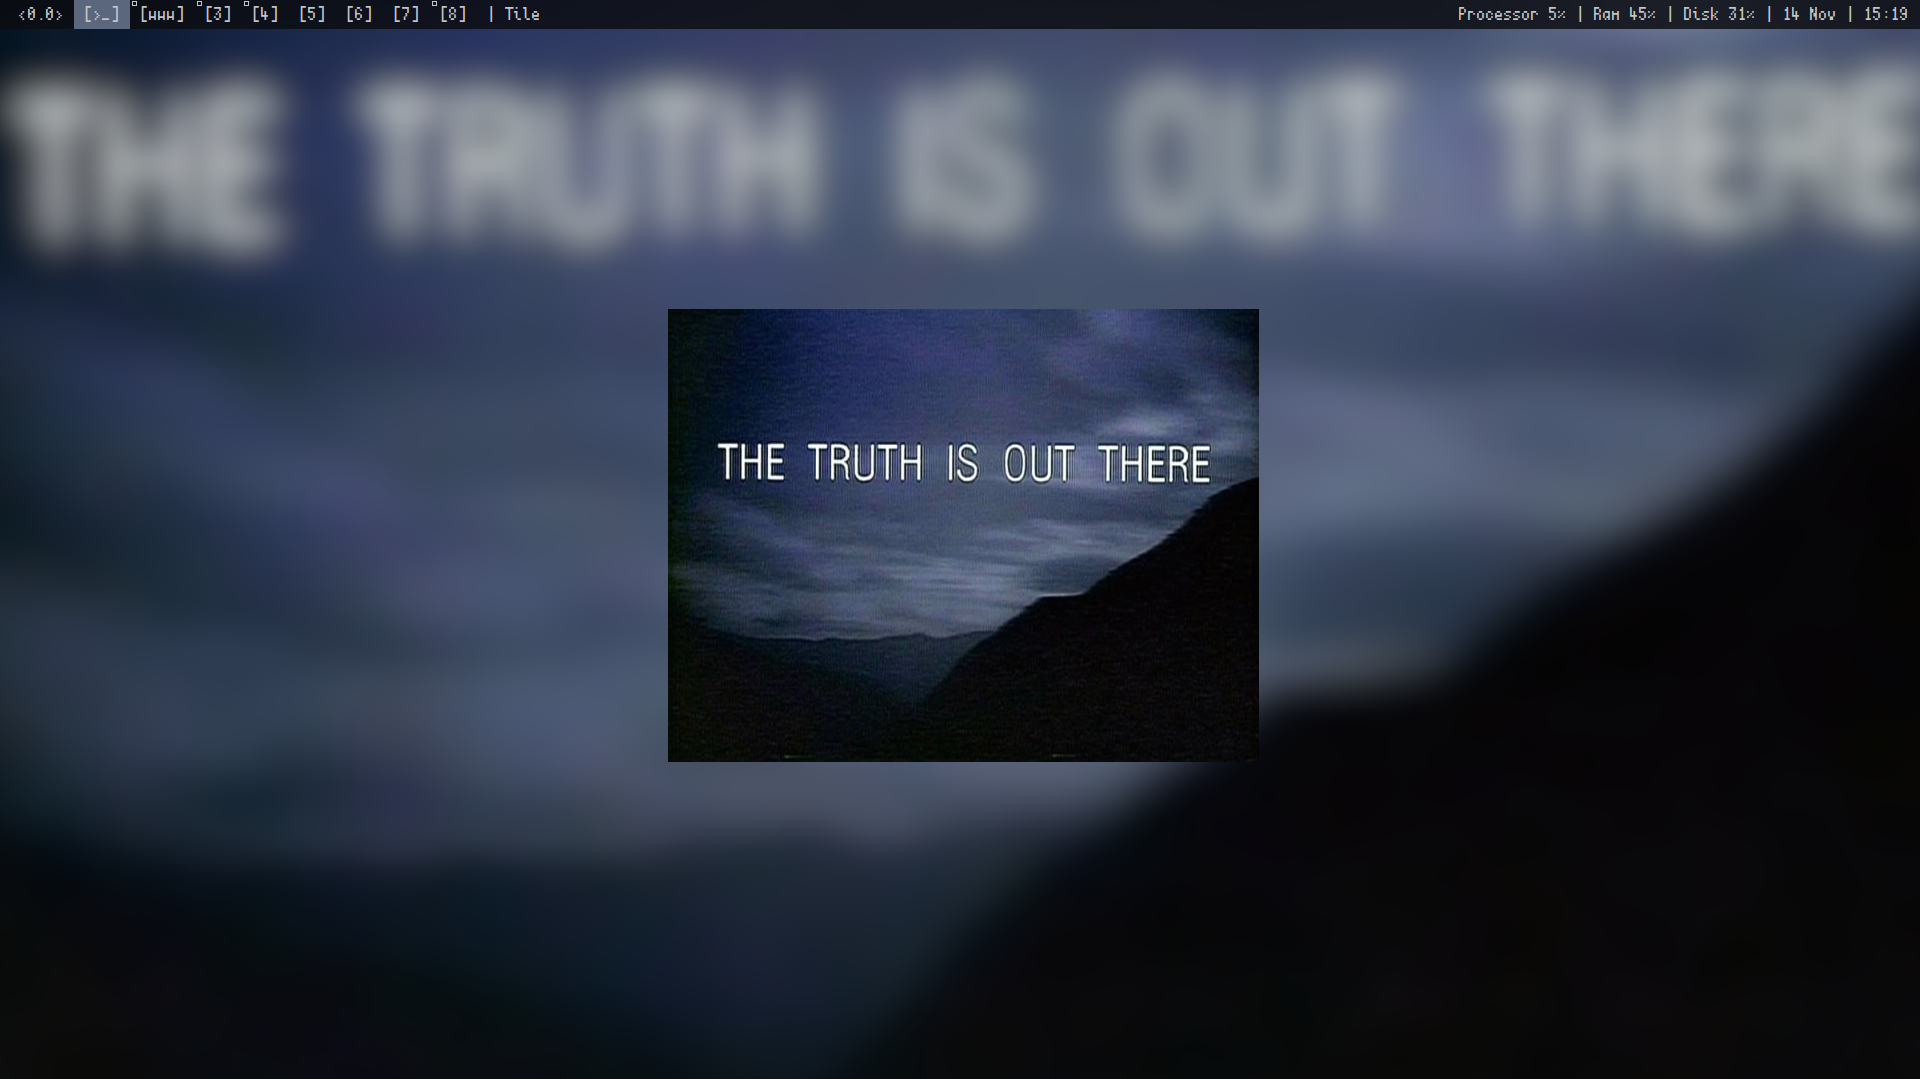 <0.0> [>_] [www] [3] [4] [5] [6] [7] [8] | Tile Processor 5% | Ram 45% | Disk 31% | 14 Nov | 15:19
THE TRUTH IS OUT THERE
THE TRUTH IS OUT THERE